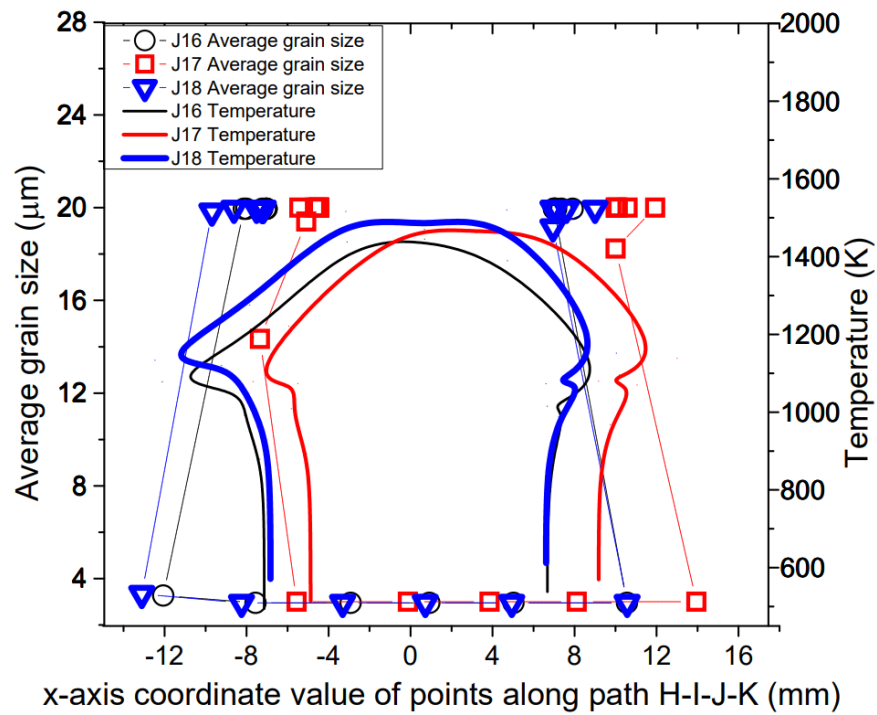 28
24
20
16
12
8
4
Average grain size (μm)
J16 Average grain size
J17 Average grain size
J18 Average grain size
J16 Temperature
J17 Temperature
J18 Temperature
2000
1800
1600
1400
1200
1000
800
600
Temperature (K)
-12 -8 -4 0 4 8 12 16
x-axis coordinate value of points along path H-I-J-K (mm)